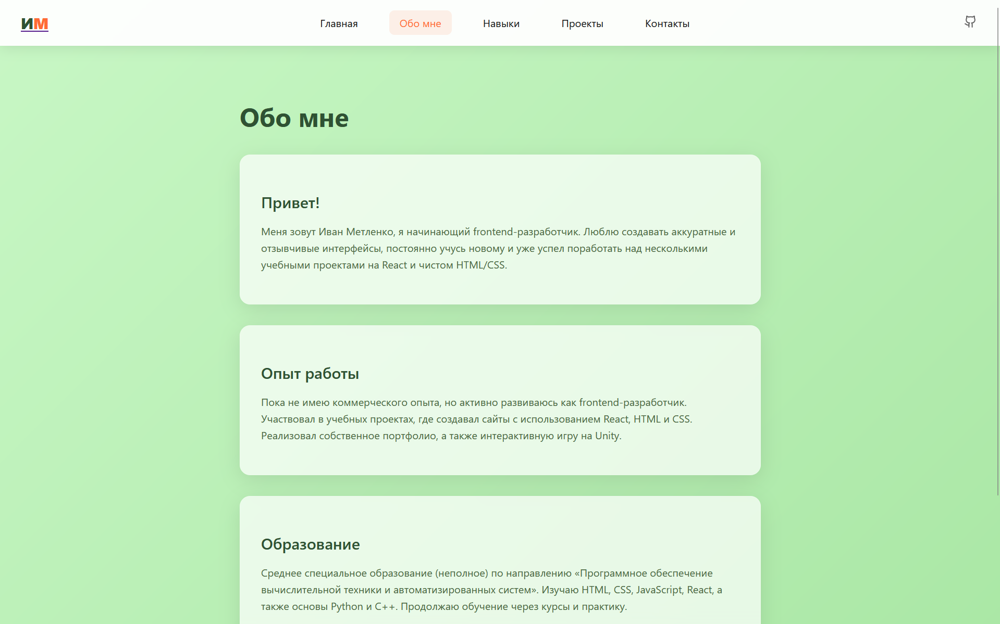 ИМ
Главная
Обо мне
Навыки
Проекты
Контакты
Обо мне
Привет!
Меня зовут Иван Метленко, я начинающий frontend-разработчик. Люблю создавать аккуратные и
отзывчивые интерфейсы, постоянно учусь новому и уже успел поработать над несколькими
учебными проектами на React и чистом HTML/CSS.
Опыт работы
Пока не имею коммерческого опыта, но активно развиваюсь как frontend-разработчик.
Участвовал в учебных проектах, где создавал сайты с использованием React, HTML и CSS.
Реализовал собственное портфолио, а также интерактивную игру на Unity.
Образование
Среднее специальное образование (неполное) по направлению «Программное обеспечение
вычислительной техники и автоматизированных систем». Изучаю HTML, CSS, JavaScript, React, а
также основы Python и C++. Продолжаю обучение через курсы и практику.